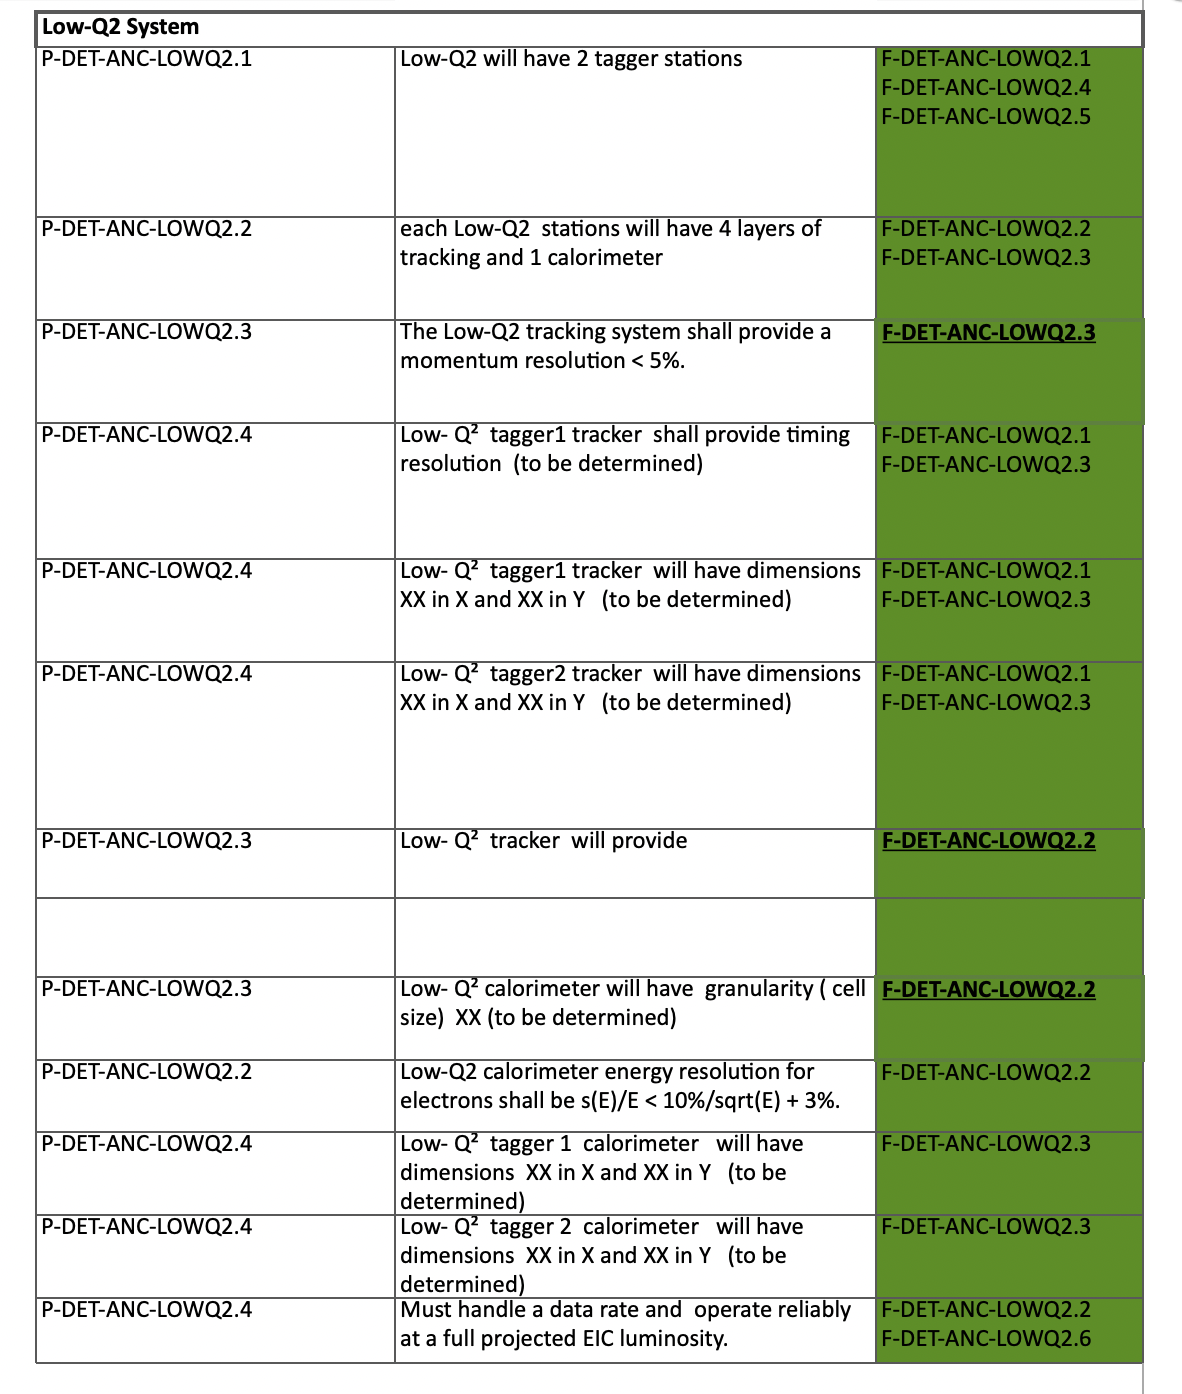 Low-Q2 System
P-DET-ANC-LOWQ2.1
Low-Q2 will have 2 tagger stations
F-DET-ANC-LOWQ2.1
F-DET-ANC-LOWQ2.4
F-DET-ANC-LOWQ2.5
P-DET-ANC-LOWQ2.2
each Low-Q2  stations will have 4 layers of
tracking and 1 calorimeter
F-DET-ANC-LOWQ2.2
F-DET-ANC-LOWQ2.3
P-DET-ANC-LOWQ2.3
The Low-Q2 tracking system shall provide a
momentum resolution < 5%.
F-DET-ANC-LOWQ2.3
P-DET-ANC-LOWQ2.4
Low- Q²  tagger1 tracker  shall provide timing
resolution  (to be determined)
F-DET-ANC-LOWQ2.1
F-DET-ANC-LOWQ2.3
P-DET-ANC-LOWQ2.4
Low- Q²  tagger1 tracker  will have dimensions
XX in X and XX in Y   (to be determined)
F-DET-ANC-LOWQ2.1
F-DET-ANC-LOWQ2.3
P-DET-ANC-LOWQ2.4
Low- Q²  tagger2 tracker  will have dimensions
XX in X and XX in Y   (to be determined)
F-DET-ANC-LOWQ2.1
F-DET-ANC-LOWQ2.3
P-DET-ANC-LOWQ2.3
Low- Q²  tracker  will provide
F-DET-ANC-LOWQ2.2
P-DET-ANC-LOWQ2.3
Low- Q² calorimeter will have  granularity ( cell
size)  XX (to be determined)
F-DET-ANC-LOWQ2.2
P-DET-ANC-LOWQ2.2
Low-Q2 calorimeter energy resolution for
electrons shall be s(E)/E < 10%/sqrt(E) + 3%.
F-DET-ANC-LOWQ2.2
P-DET-ANC-LOWQ2.4
Low- Q²  tagger 1  calorimeter   will have
dimensions  XX in X and XX in Y   (to be
determined)
F-DET-ANC-LOWQ2.3
P-DET-ANC-LOWQ2.4
Low- Q²  tagger 2  calorimeter   will have
dimensions  XX in X and XX in Y   (to be
determined)
F-DET-ANC-LOWQ2.3
P-DET-ANC-LOWQ2.4
Must handle a data rate and  operate reliably
at a full projected EIC luminosity.
F-DET-ANC-LOWQ2.2
F-DET-ANC-LOWQ2.6